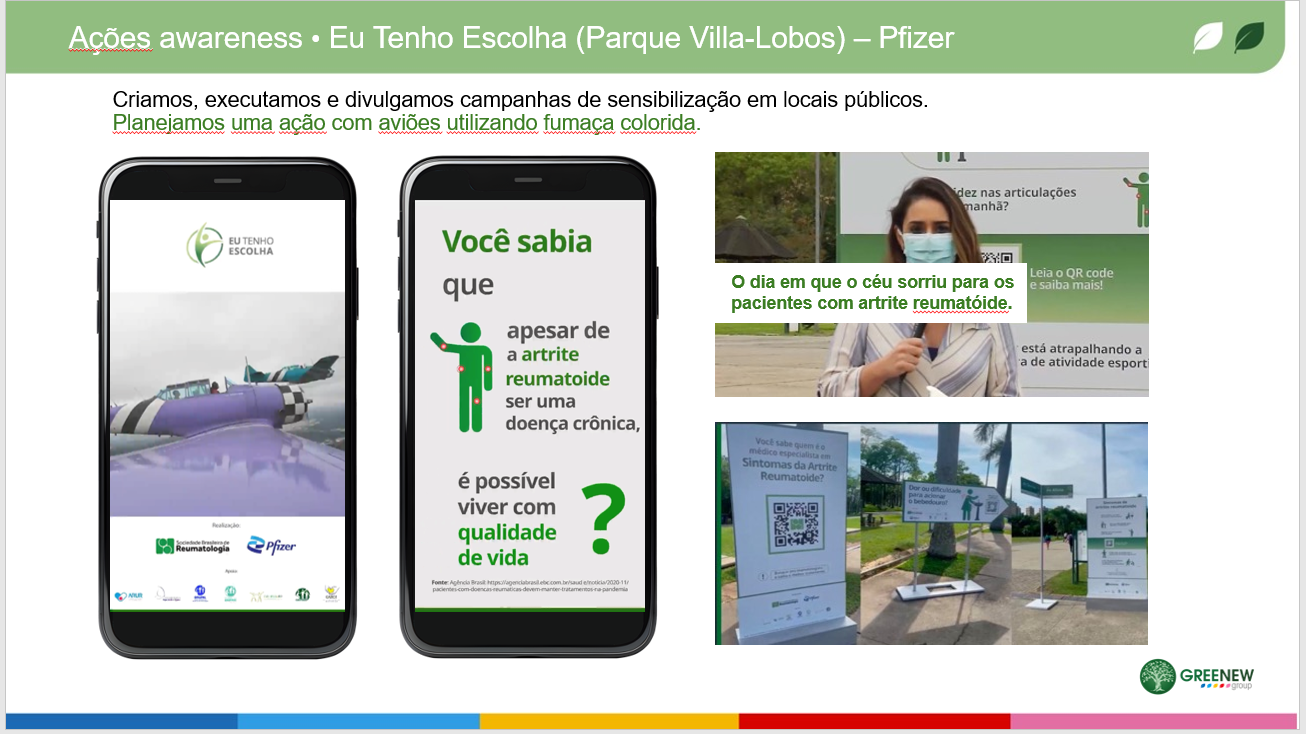 Ações awareness • Eu Tenho Escolha (Parque Villa-Lobos) – Pfizer
Criamos, executamos e divulgamos campanhas de sensibilização em locais públicos.
Planejamos uma ação com aviões utilizando fumaça colorida.
EU TENHO
ESCOLHA
Realização:
Sociedade Brasileira de
Reumatologia
Pfizer
Apoio:
Você sabia
que
apesar de
a artrite
reumatoide
ser uma
doença crônica,
é possível
viver com
qualidade
de vida
?
Fonte: Agência Brasil https://agenciabrasil.ebc.com.br/saude/noticia/2020-11/
pacientes-com-doencas-reumaticas-devem-manter-tratamentos-na-pandemia
idez nas articulações
manhã?
Leia o QR code
e saiba mais!
O dia em que o céu sorriu para os
pacientes com artrite reumatóide.
está atrapalhando a
a de atividade esporti
Você sabe quem é o
médico especialista em
Sintomas da Artrite
Reumatoide?
Dor ou dificuldade
para acionar
o bebedouro?
GREENEW
group